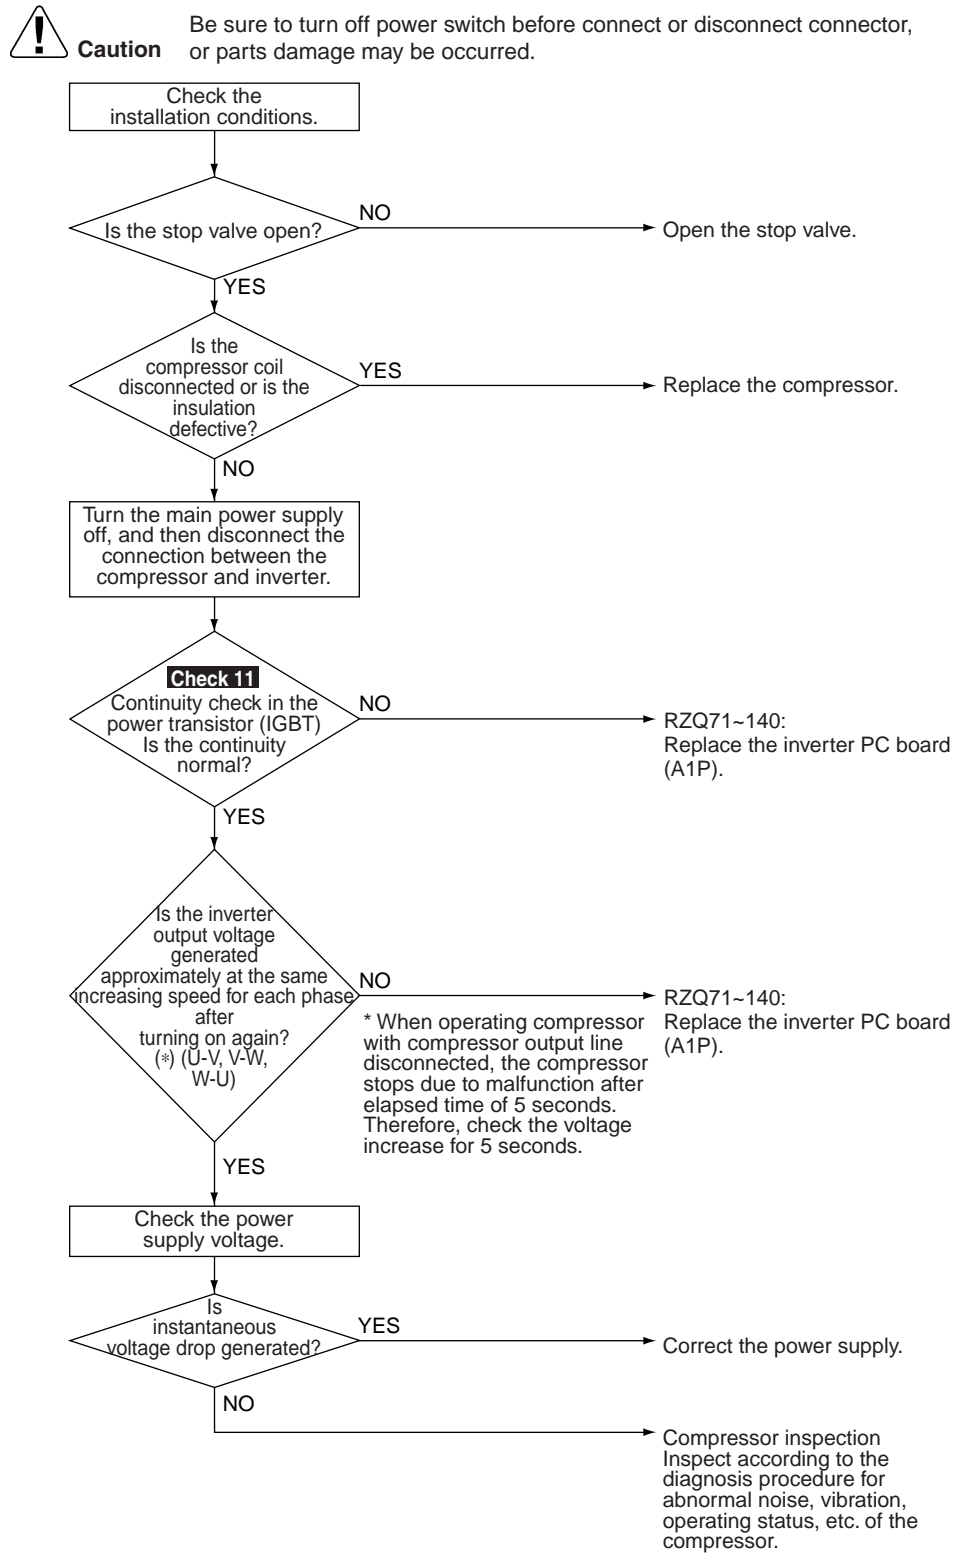 Be sure to turn off power switch before connect or disconnect connector,
Caution or parts damage may be occurred.
Check the
installation conditions.
Is the stop valve open?
NO
Open the stop valve.
YES
Is the
compressor coil
disconnected or is the
insulation
defective?
YES
Replace the compressor.
NO
Turn the main power supply
off, and then disconnect the
connection between the
compressor and inverter.
Check 11
Continuity check in the
power transistor (IGBT)
Is the continuity
normal?
NO
RZQ71~140:
Replace the inverter PC board
(A1P).
YES
Is the inverter
output voltage
generated
approximately at the same
increasing speed for each phase
after
turning on again?
(*) (U-V, V-W,
W-U)
NO
RZQ71~140:
Replace the inverter PC board
(A1P).
* When operating compressor
with compressor output line
disconnected, the compressor
stops due to malfunction after
elapsed time of 5 seconds.
Therefore, check the voltage
increase for 5 seconds.
YES
Check the power
supply voltage.
Is
instantaneous
voltage drop generated?
YES
Correct the power supply.
NO
Compressor inspection
Inspect according to the
diagnosis procedure for
abnormal noise, vibration,
operating status, etc. of the
compressor.